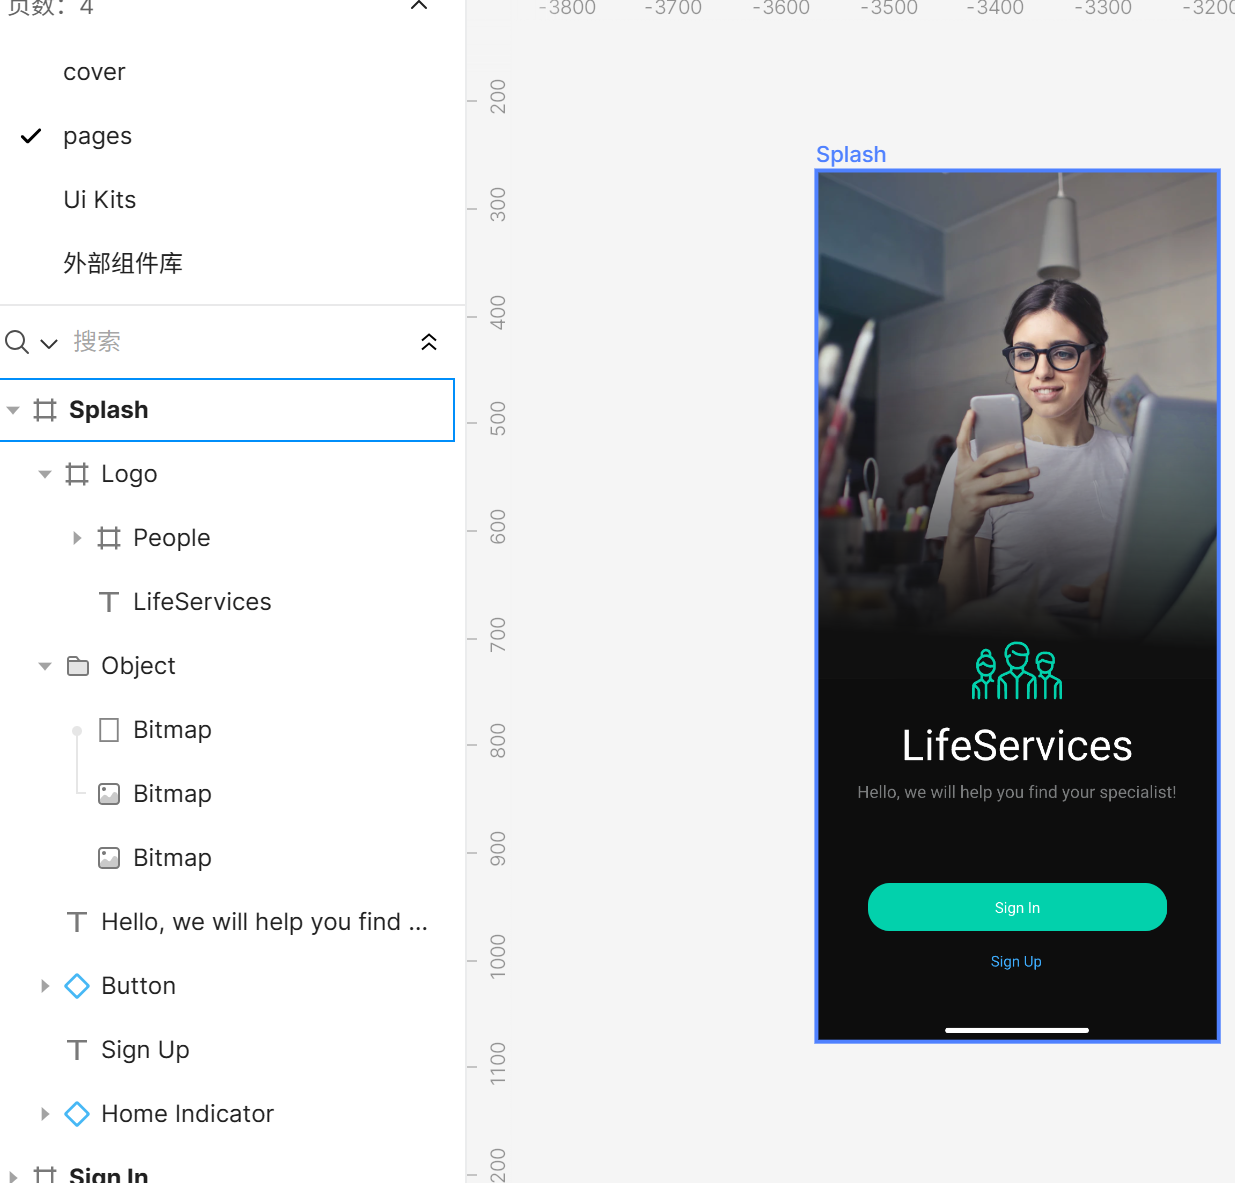 页数：4
cover
pages
Ui Kits
外部组件库
搜索
Splash
Logo
People
LifeServices
Object
Bitmap
Bitmap
Bitmap
Hello, we will help you find ...
Button
Sign Up
Home Indicator
Sign In
-3800 -3700 -3600 -3500 -3400 -3300 -3200
200
300
400
500
600
700
800
900
1000
1100
200
Splash
LifeServices
Hello, we will help you find your specialist!
Sign In
Sign Up